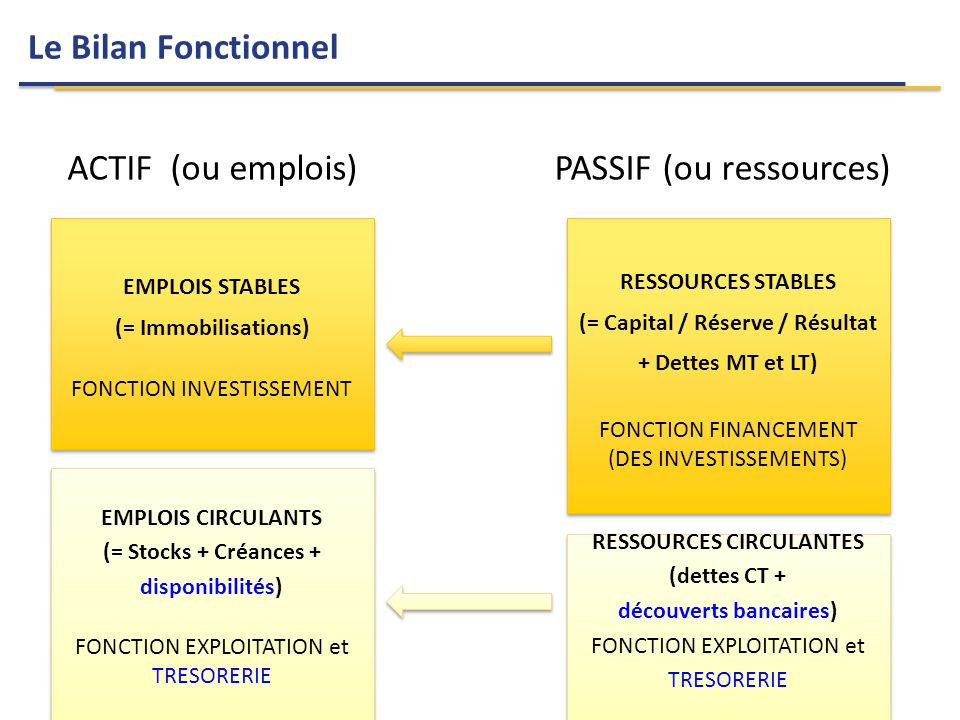 Le Bilan Fonctionnel
ACTIF (ou emplois)
PASSIF (ou ressources)
EMPLOIS STABLES
(= Immobilisations)
FONCTION INVESTISSEMENT
RESSOURCES STABLES
(= Capital / Réserve / Résultat
+ Dettes MT et LT)
FONCTION FINANCEMENT
(DES INVESTISSEMENTS)
EMPLOIS CIRCULANTS
(= Stocks + Créances +
disponibilités)
FONCTION EXPLOITATION et
TRESORERIE
RESSOURCES CIRCULANTES
(dettes CT +
découverts bancaires)
FONCTION EXPLOITATION et
TRESORERIE